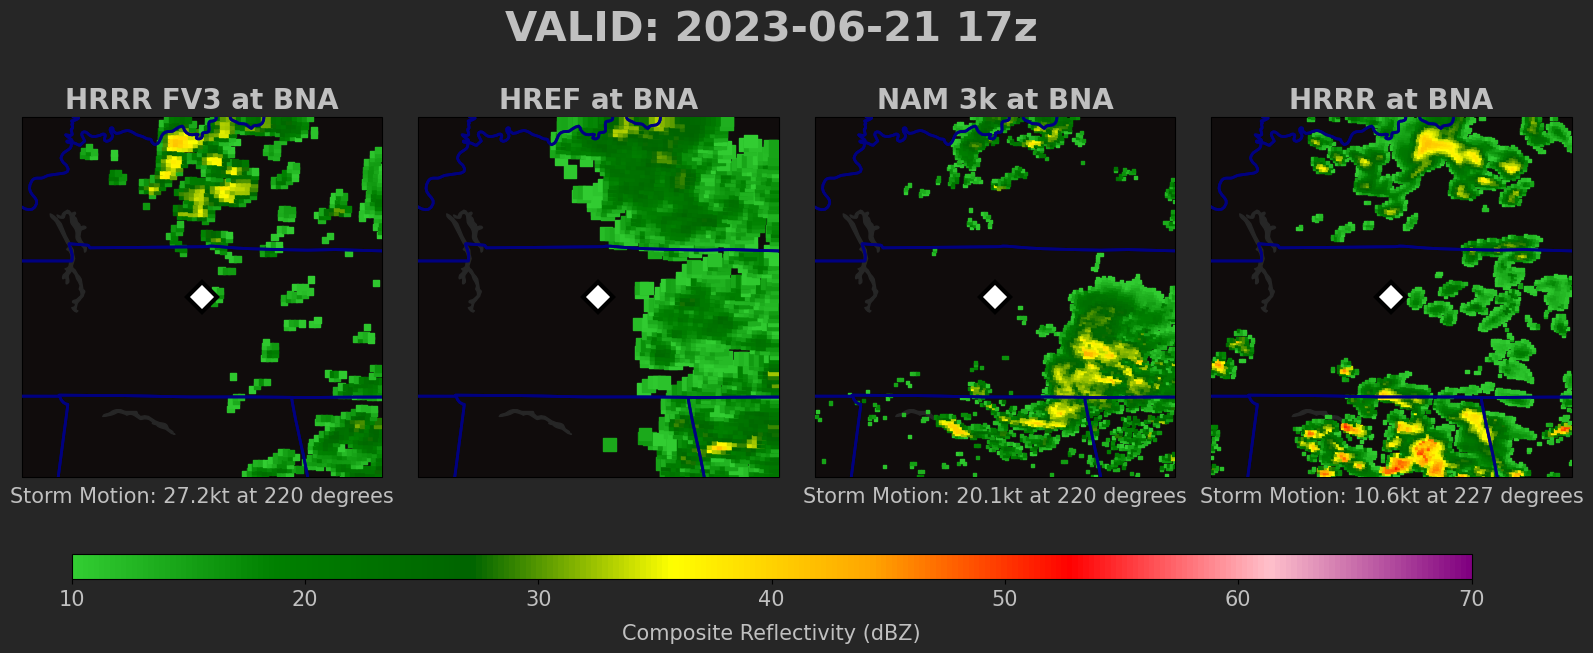 VALID: 2023-06-21 17z
HRRR FV3 at BNA
HREF at BNA
NAM 3k at BNA
HRRR at BNA
Storm Motion: 27.2kt at 220 degrees
Storm Motion: 20.1kt at 220 degrees
Storm Motion: 10.6kt at 227 degrees
10 20 30 40 50 60 70
Composite Reflectivity (dBZ)